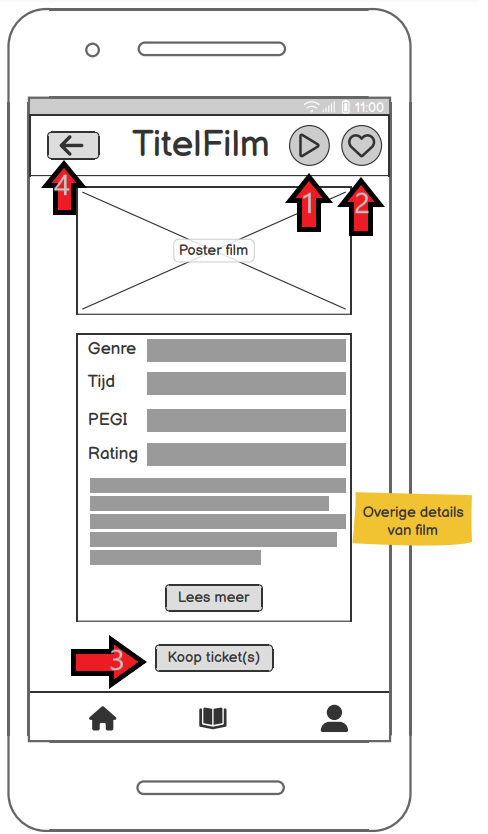 11:00
TitelFilm
4
1
2
Poster film
Genre
Tijd
PEGI
Rating
Overige details
van film
Lees meer
3
Koop ticket(s)